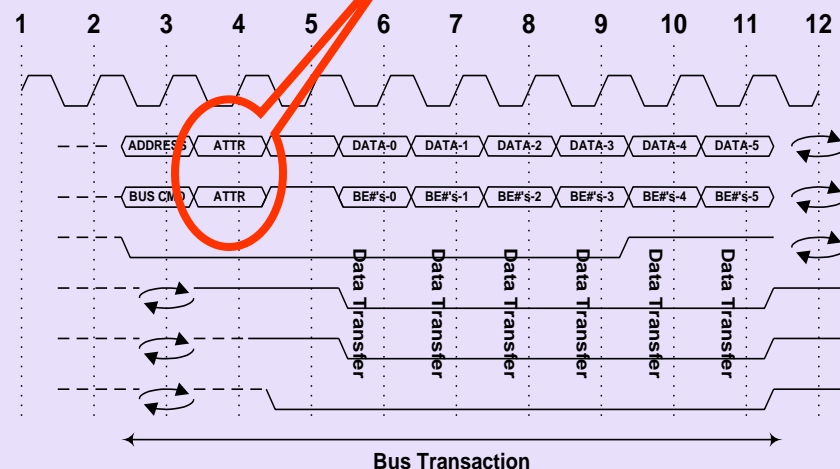 1 2 3 4 5 6 7 8 9 10 11 12
ADDRESS ATTR DATA-0 DATA-1 DATA-2 DATA-3 DATA-4 DATA-5
BUS CMD ATTR BE#'s-0 BE#'s-1 BE#'s-2 BE#'s-3 BE#'s-4 BE#'s-5
Data Transfer
Data Transfer
Data Transfer
Data Transfer
Data Transfer
Data Transfer
Bus Transaction